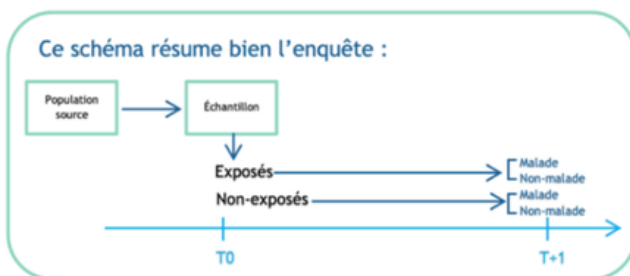 Ce schéma résume bien l'enquête :
Population
source
Échantillon
Exposés
Malade
Non-malade
Non-exposés
Malade
Non-malade
T0
T+1